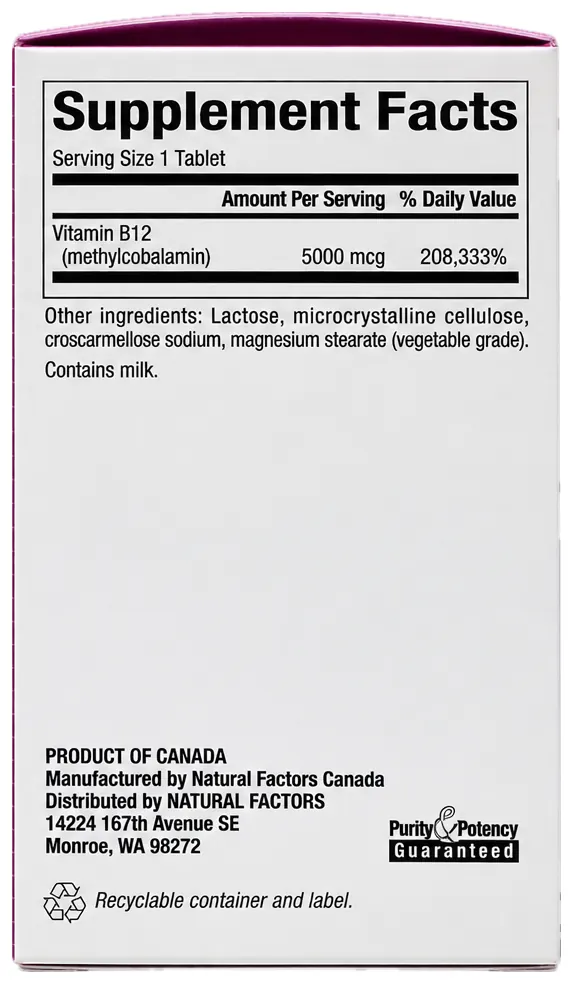 Supplement Facts
Serving Size 1 Tablet
Amount Per Serving % Daily Value
Vitamin B12
(methylcobalamin) 5000 mcg 208,333%
Other ingredients: Lactose, microcrystalline cellulose,
croscarmellose sodium, magnesium stearate (vegetable grade).
Contains milk.
PRODUCT OF CANADA
Manufactured by Natural Factors Canada
Distributed by NATURAL FACTORS
14224 167th Avenue SE
Monroe, WA 98272
Purity & Potency
Guaranteed
Recyclable container and label.